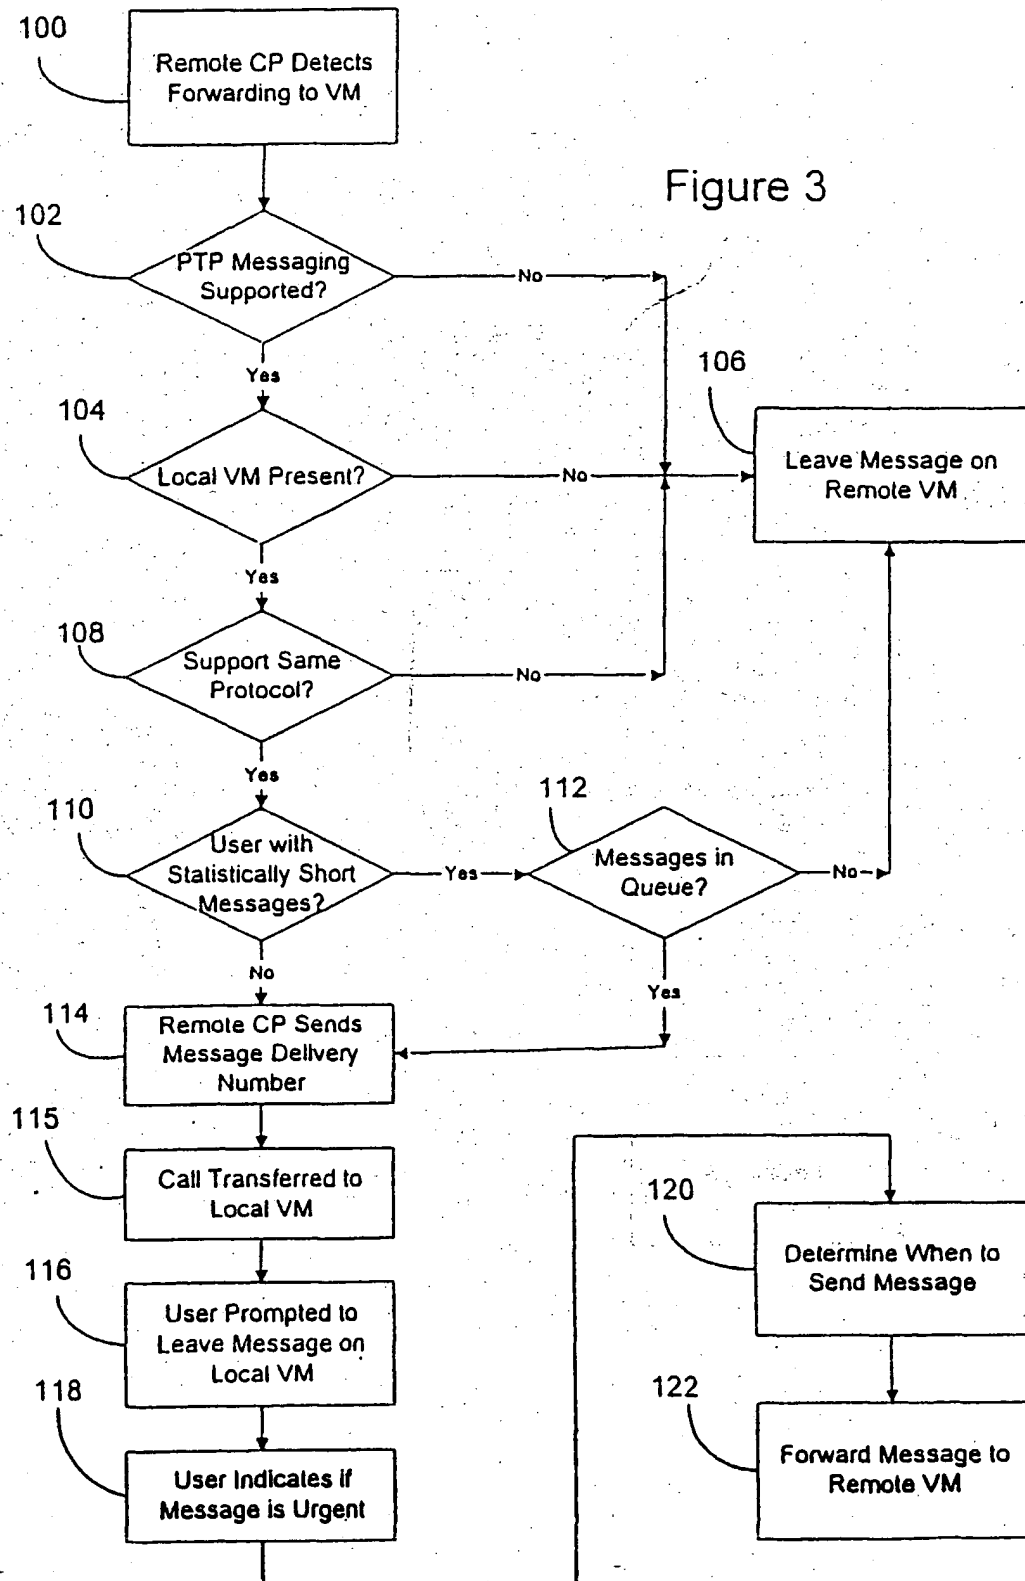 100
Remote CP Detects
Forwarding to VM
Figure 3
102
PTP Messaging
Supported?
No
Yes
106
104
Local VM Present?
No
Leave Message on
Remote VM
Yes
108
Support Same
Protocol?
No
Yes
110
112
User with
Statistically Short
Messages?
Yes
Messages in
Queue?
No
No
Yes
114
Remote CP Sends
Message Delivery
Number
115
Call Transferred to
Local VM
120
Determine When to
Send Message
116
User Prompted to
Leave Message on
Local VM
118
122
User Indicates if
Message is Urgent
Forward Message to
Remote VM